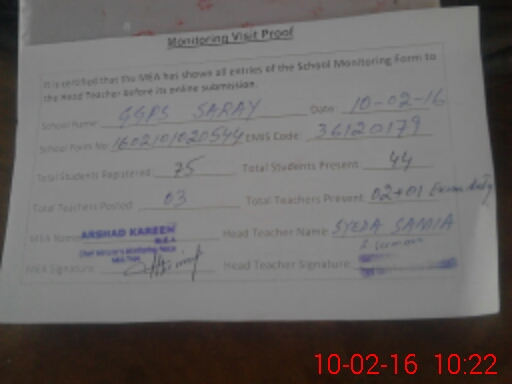 Monitoring Visit Proof
It is certified that the MEA has shown all entries of the School Monitoring Form to
the Head Teacher before its online submission.
School Name: GGPS SARAY Date: 10-02-16
School Form No: EMIS Code: 36120179
Total Students Registered: 75 Total Students Present: 44
Total Teachers Posted: 03 Total Teachers Present: 02+01 Exam duty
MEA Name: ARSHAD KAREEM Head Teacher Name: SYEDA SAMIA
M.E.A
MEA Signature: Head Teacher Signature:
10-02-16 10:22